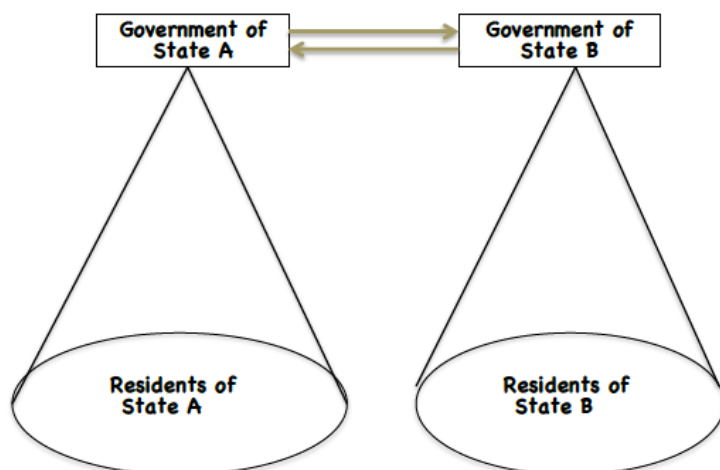 Government of
State A
Government of
State B
Residents of
State A
Residents of
State B